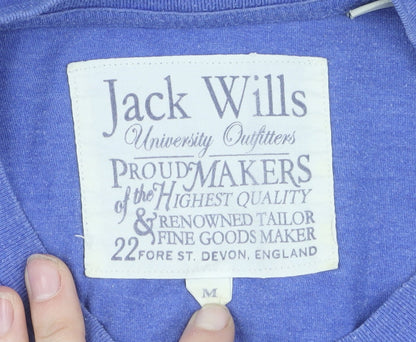 Jack Wills
University Outfitters
PROUD MAKERS
of the HIGHEST QUALITY
& RENOWNED TAILOR
FINE GOODS MAKER
22 FORE ST. DEVON, ENGLAND
M